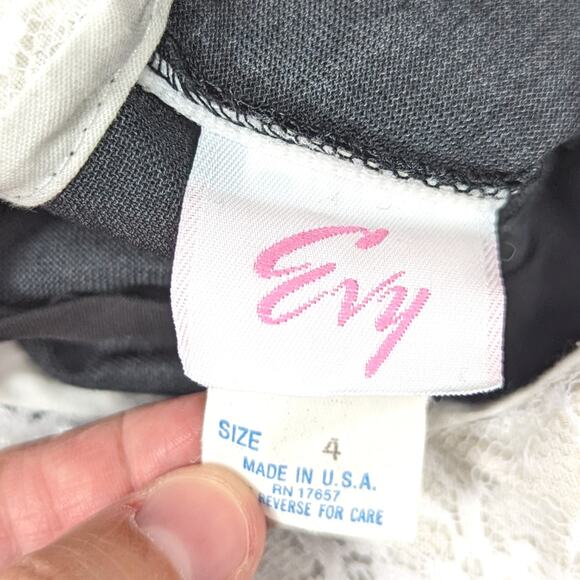 Evy
SIZE 4
MADE IN U.S.A.
RN 17657
REVERSE FOR CARE